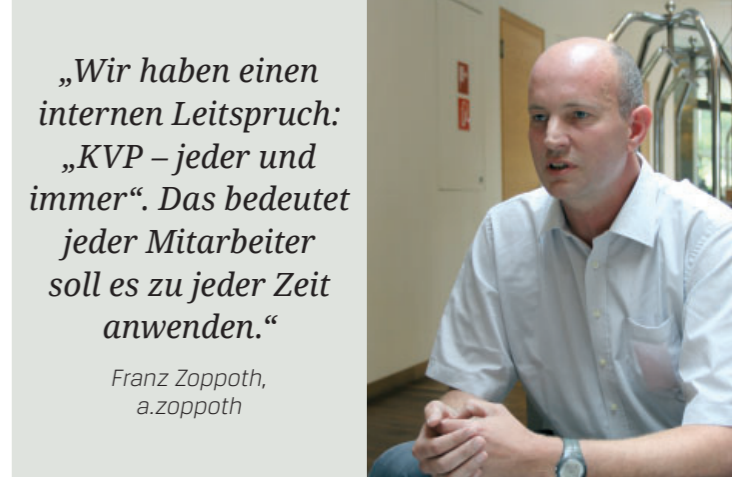 „Wir haben einen
internen Leitspruch:
„KVP – jeder und
immer“. Das bedeutet
jeder Mitarbeiter
soll es zu jeder Zeit
anwenden.“
Franz Zoppoth,
a.zoppoth